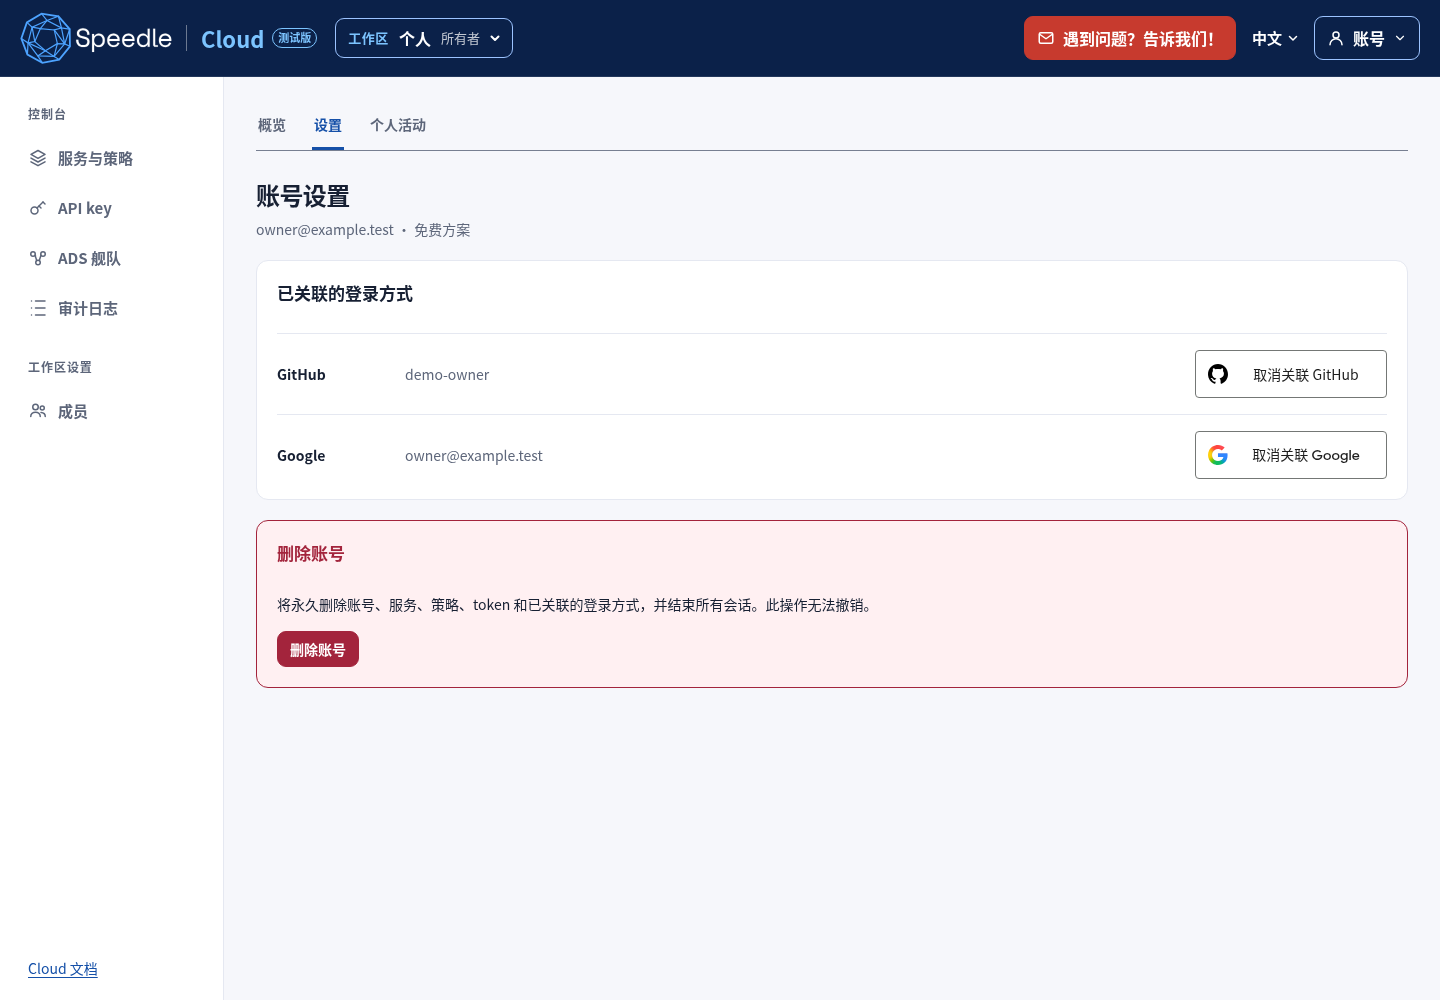 Speedle Cloud 测试版 工作区 个人 所有者 遇到问题？告诉我们！ 中文 账号
控制台
服务与策略
API key
ADS 舰队
审计日志
工作区设置
成员
Cloud 文档
概览 设置 个人活动
账号设置
owner@example.test • 免费方案
已关联的登录方式
GitHub demo-owner 取消关联 GitHub
Google owner@example.test 取消关联 Google
删除账号
将永久删除账号、服务、策略、token 和已关联的登录方式，并结束所有会话。此操作无法撤销。
删除账号